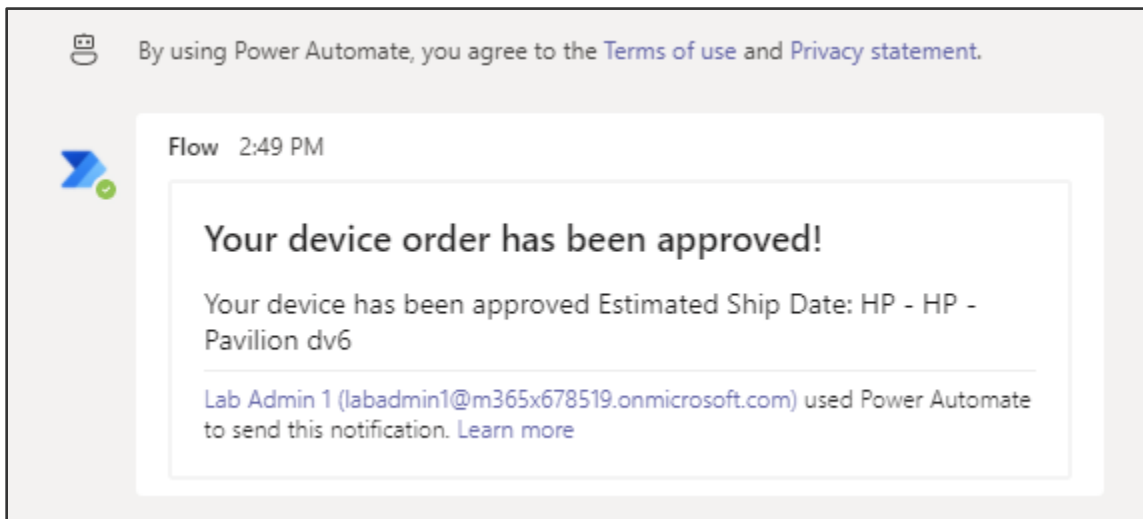 By using Power Automate, you agree to the Terms of use and Privacy statement.
Flow 2:49 PM
Your device order has been approved!
Your device has been approved Estimated Ship Date: HP - HP -
Pavilion dv6
Lab Admin 1 (labadmin1@m365x678519.onmicrosoft.com) used Power Automate
to send this notification. Learn more